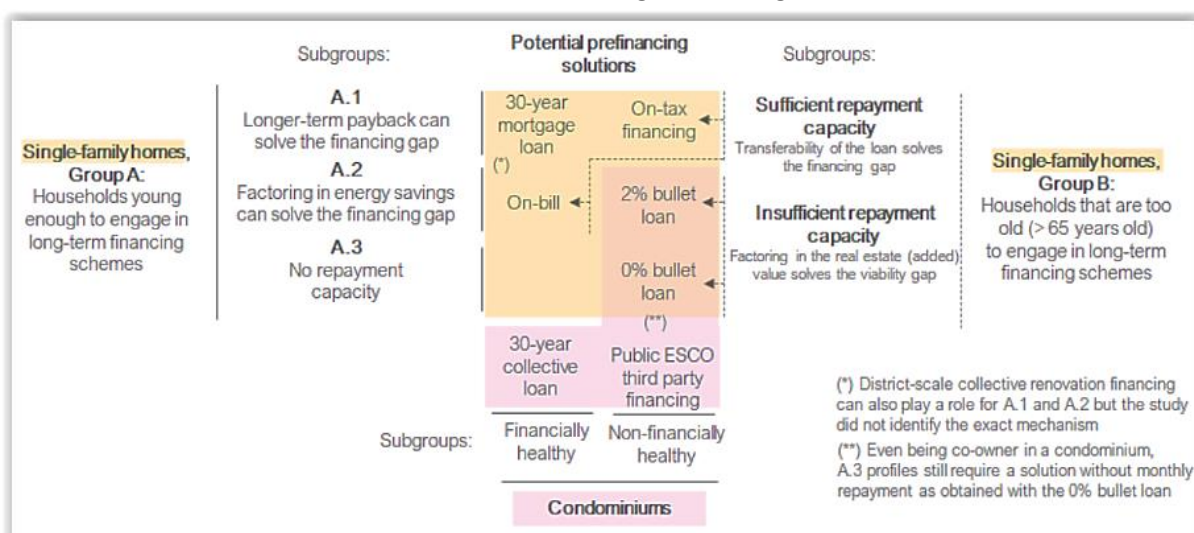 Subgroups:
Potential prefinancing
solutions
Subgroups:
Single-family homes,
Group A:
Households young
enough to engage in
long-term financing
schemes
A.1
Longer-term payback can
solve the financing gap
A.2
Factoring in energy savings
can solve the financing gap
A.3
No repayment
capacity
30-year
mortgage
loan
(*)
On-bill
On-tax
financing
2% bullet
loan
0% bullet
loan
(**)
Sufficient repayment
capacity
Transferability of the loan solves
the financing gap
Insufficient repayment
capacity
Factoring in the real estate (added)
value solves the viability gap
Single-family homes,
Group B:
Households that are too
old (> 65 years old)
to engage in long-term
financing schemes
30-year
collective
loan
Public ESCO
third party
financing
Subgroups:
Financially
healthy
Non-financially
healthy
Condominiums
(*) District-scale collective renovation financing
can also play a role for A.1 and A.2 but the study
did not identify the exact mechanism
(**) Even being co-owner in a condominium,
A.3 profiles still require a solution without monthly
repayment as obtained with the 0% bullet loan